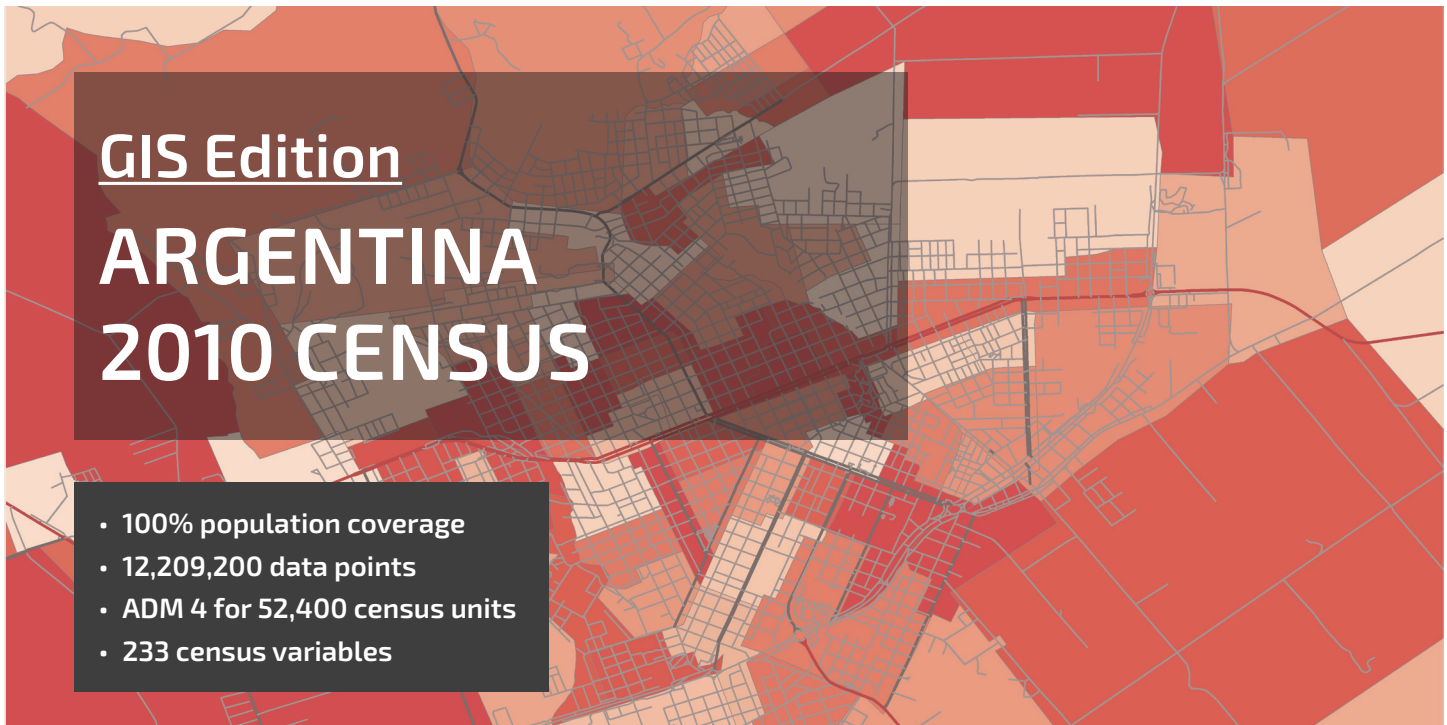 GIS Edition
ARGENTINA
2010 CENSUS
• 100% population coverage
• 12,209,200 data points
• ADM 4 for 52,400 census units
• 233 census variables